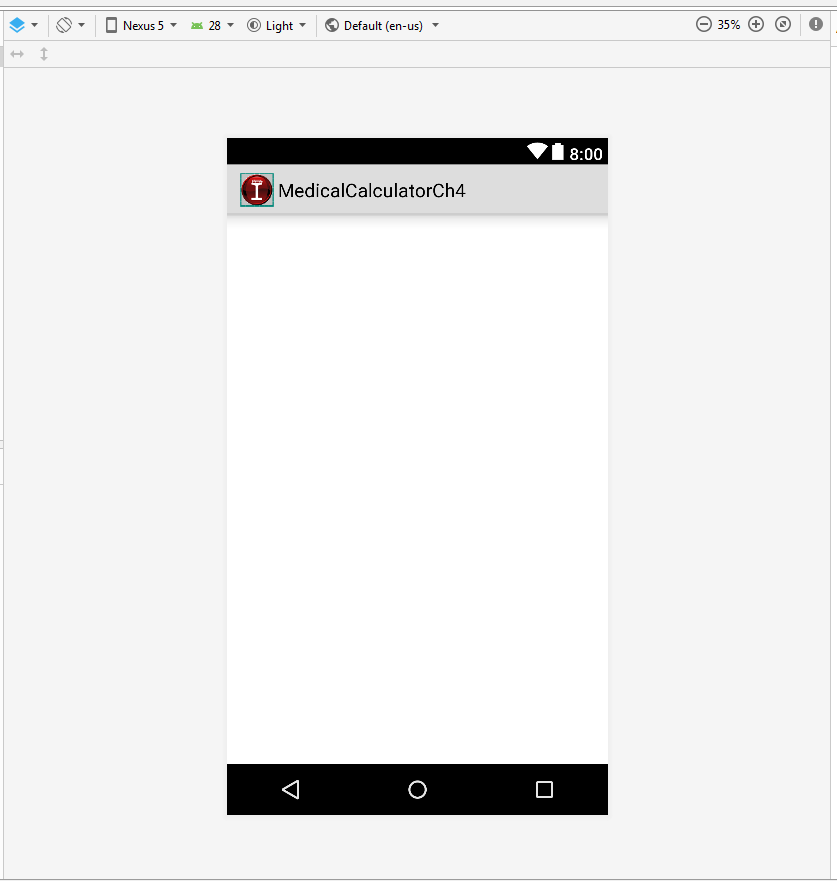 Nexus 5 28 Light Default (en-us) 35%
8:00
MedicalCalculatorCh4